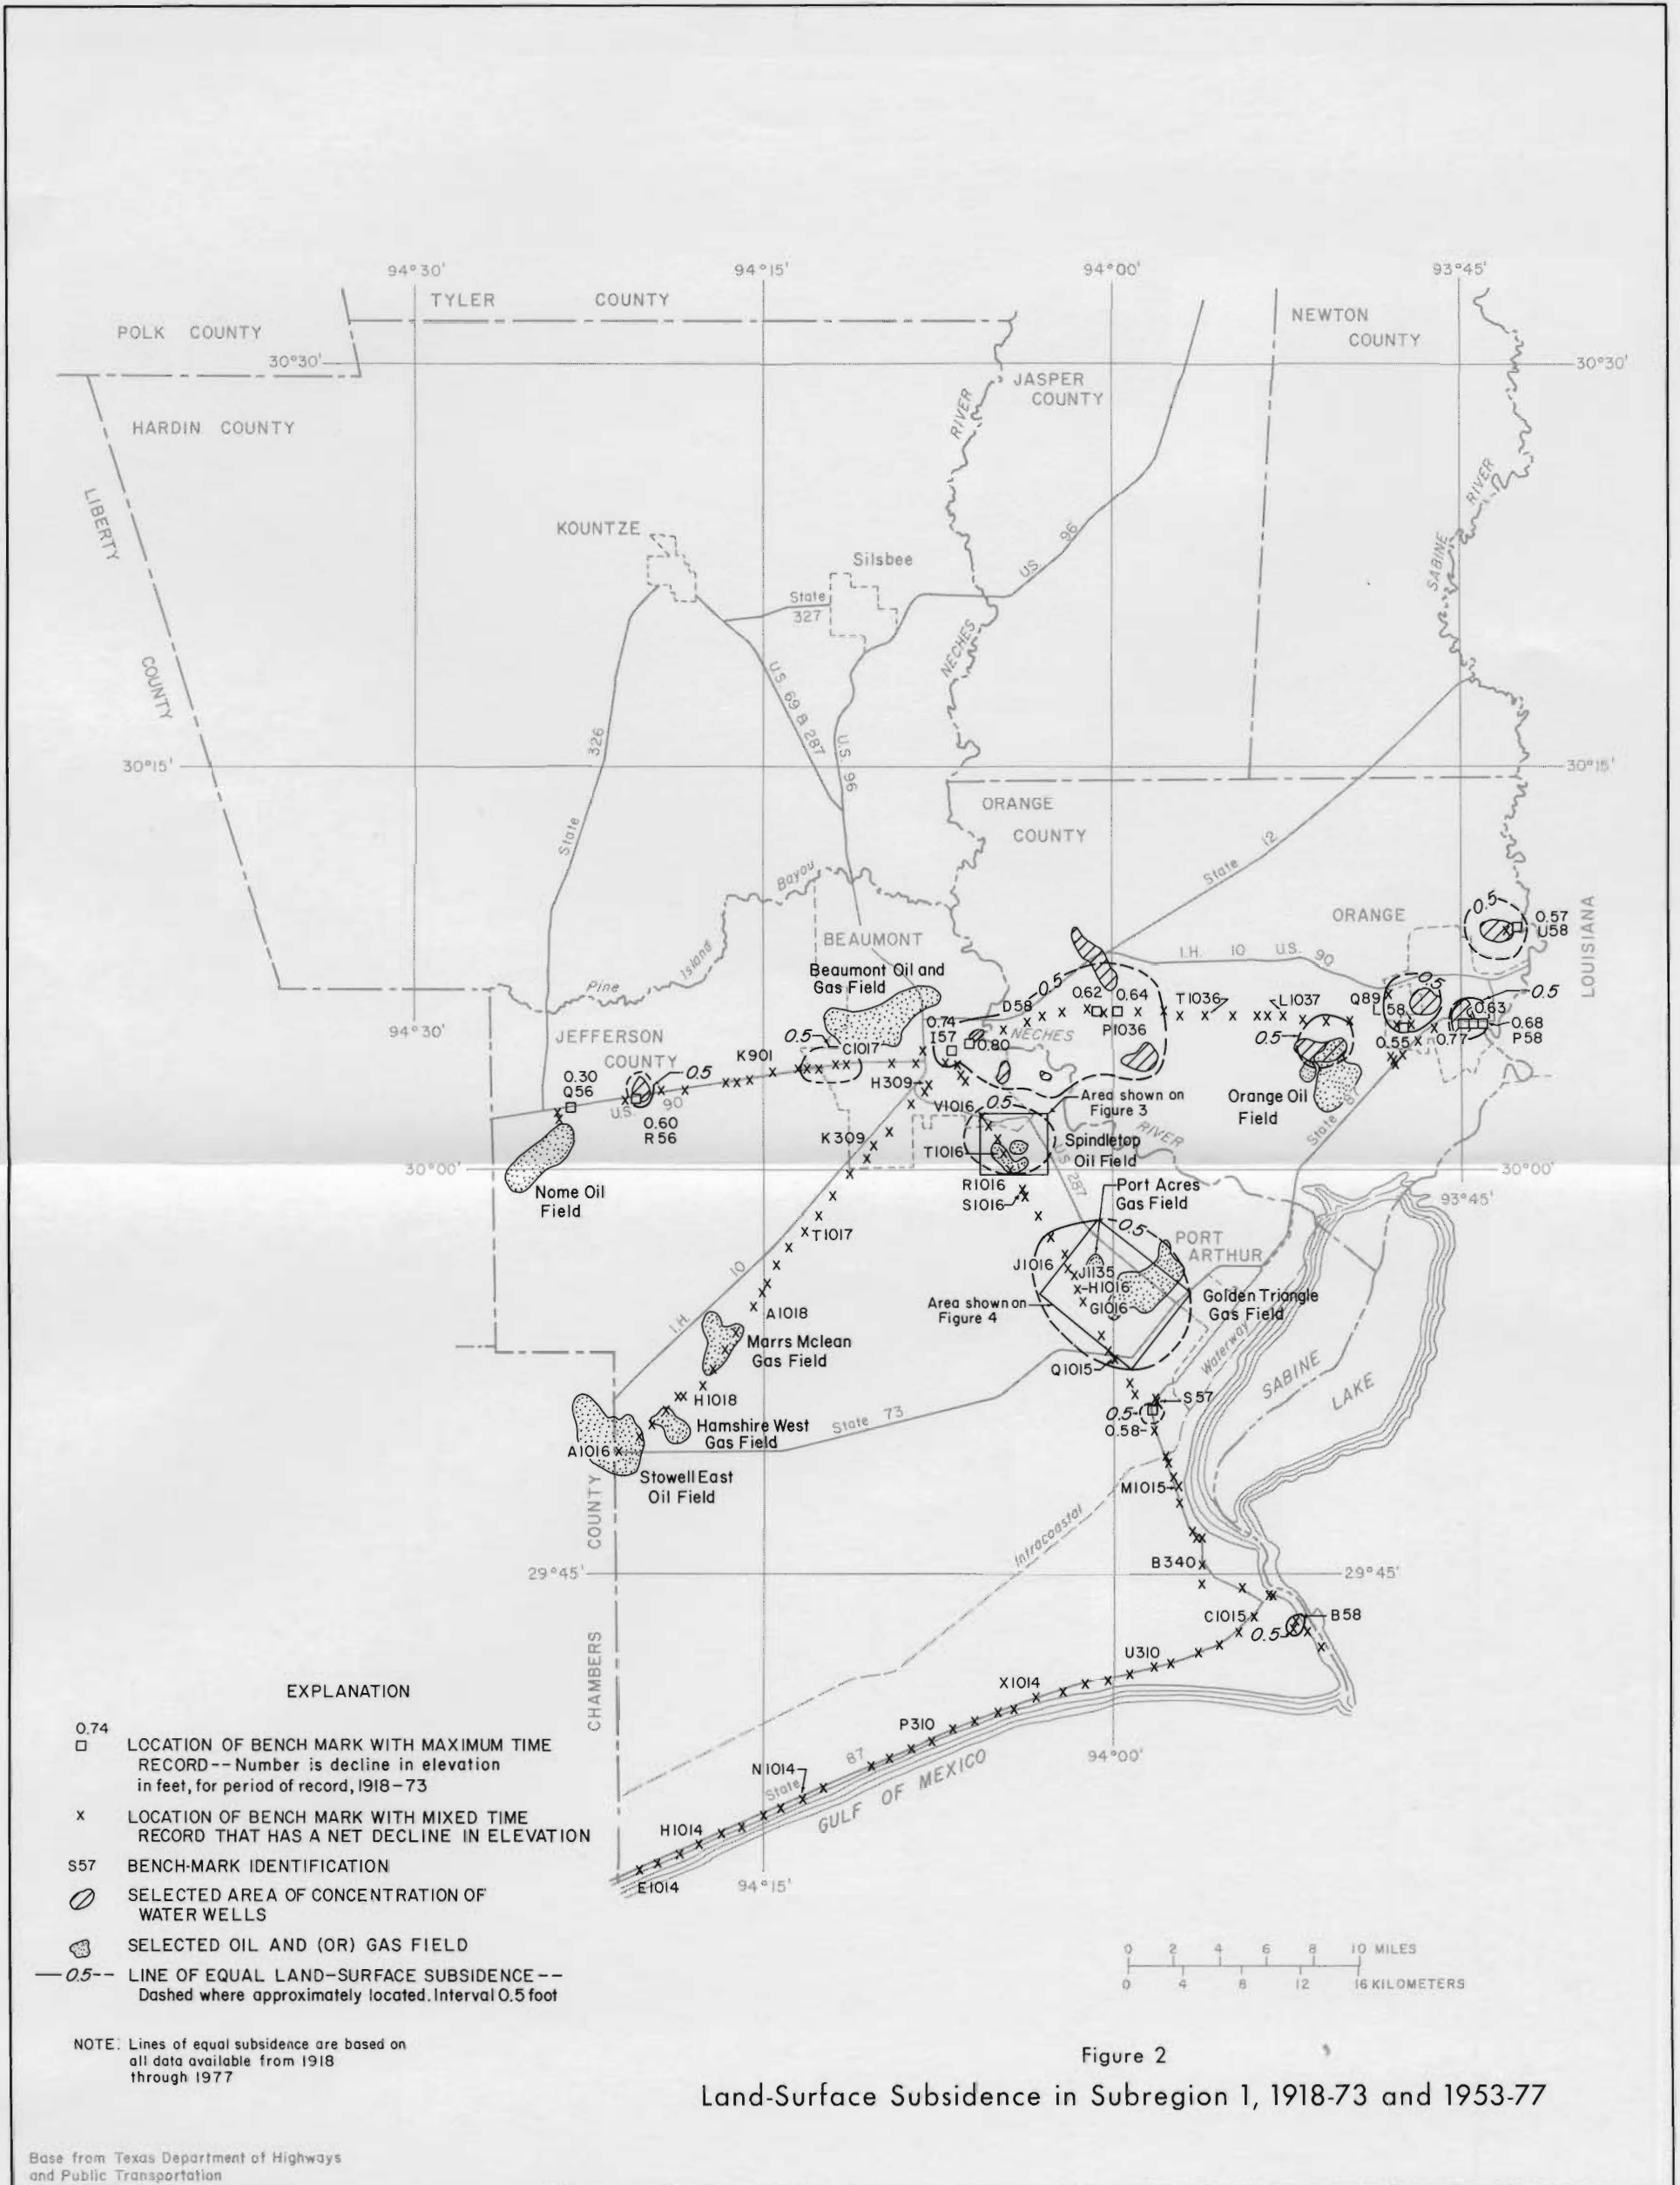 94°30'
94°15'
94°00'
93°45'
TYLER COUNTY
NEWTON
COUNTY
POLK COUNTY
30°30'
30°30'
JASPER
COUNTY
HARDIN COUNTY
RIVER
LIBERTY
COUNTY
RIVER
SABINE
KOUNTZE
Silsbee
State
327
US 96
NECHES
U.S. 69 & 287
U.S. 96
State 326
30°15'
30°15'
ORANGE
COUNTY
State 12
Bayou
Island
Pine
BEAUMONT
ORANGE
LOUISIANA
0.5
0.57
U58
I.H. 10 U.S. 90
Beaumont Oil and
Gas Field
94°30'
JEFFERSON
COUNTY
0.5
D58
0.62
0.64
P1036
T1036
L1037
Q89
L58
0.5
0.5
0.63
0.68
P58
0.77
0.55
0.74
I57
0.80
NECHES
0.5
C1017
K901
0.5
0.30
Q56
0.5
U.S. 90
0.60
R56
H309
V1016
0.5
Area shown on
Figure 3
RIVER
Orange Oil
Field
State 87
K309
T1016
Spindletop
Oil Field
U.S. 287
30°00'
30°00'
93°45'
Nome Oil
Field
R1016
S1016
Port Acres
Gas Field
0.5
PORT
ARTHUR
T1017
J1016
J1135
H1016
G1016
Area shown on
Figure 4
Golden Triangle
Gas Field
I.H. 10
A1018
Marrs Mclean
Gas Field
Q1015
Waterway
SABINE
LAKE
H1018
S57
0.5
0.58
State 73
Hamshire West
Gas Field
A1016
Stowell East
Oil Field
M1015
Intracoastal
B340
29°45'
29°45'
CHAMBERS COUNTY
C1015
B58
0.5
U310
X1014
P310
94°00'
N1014
State 87
GULF OF MEXICO
H1014
E1014
94°15'
EXPLANATION
0.74
LOCATION OF BENCH MARK WITH MAXIMUM TIME
RECORD--Number is decline in elevation
in feet, for period of record, 1918-73
x LOCATION OF BENCH MARK WITH MIXED TIME
RECORD THAT HAS A NET DECLINE IN ELEVATION
S57 BENCH-MARK IDENTIFICATION
SELECTED AREA OF CONCENTRATION OF
WATER WELLS
SELECTED OIL AND (OR) GAS FIELD
—0.5-- LINE OF EQUAL LAND-SURFACE SUBSIDENCE--
Dashed where approximately located. Interval 0.5 foot
NOTE: Lines of equal subsidence are based on
all data available from 1918
through 1977
0 2 4 6 8 10 MILES
0 4 8 12 16 KILOMETERS
Figure 2
Land-Surface Subsidence in Subregion 1, 1918-73 and 1953-77
Base from Texas Department of Highways
and Public Transportation